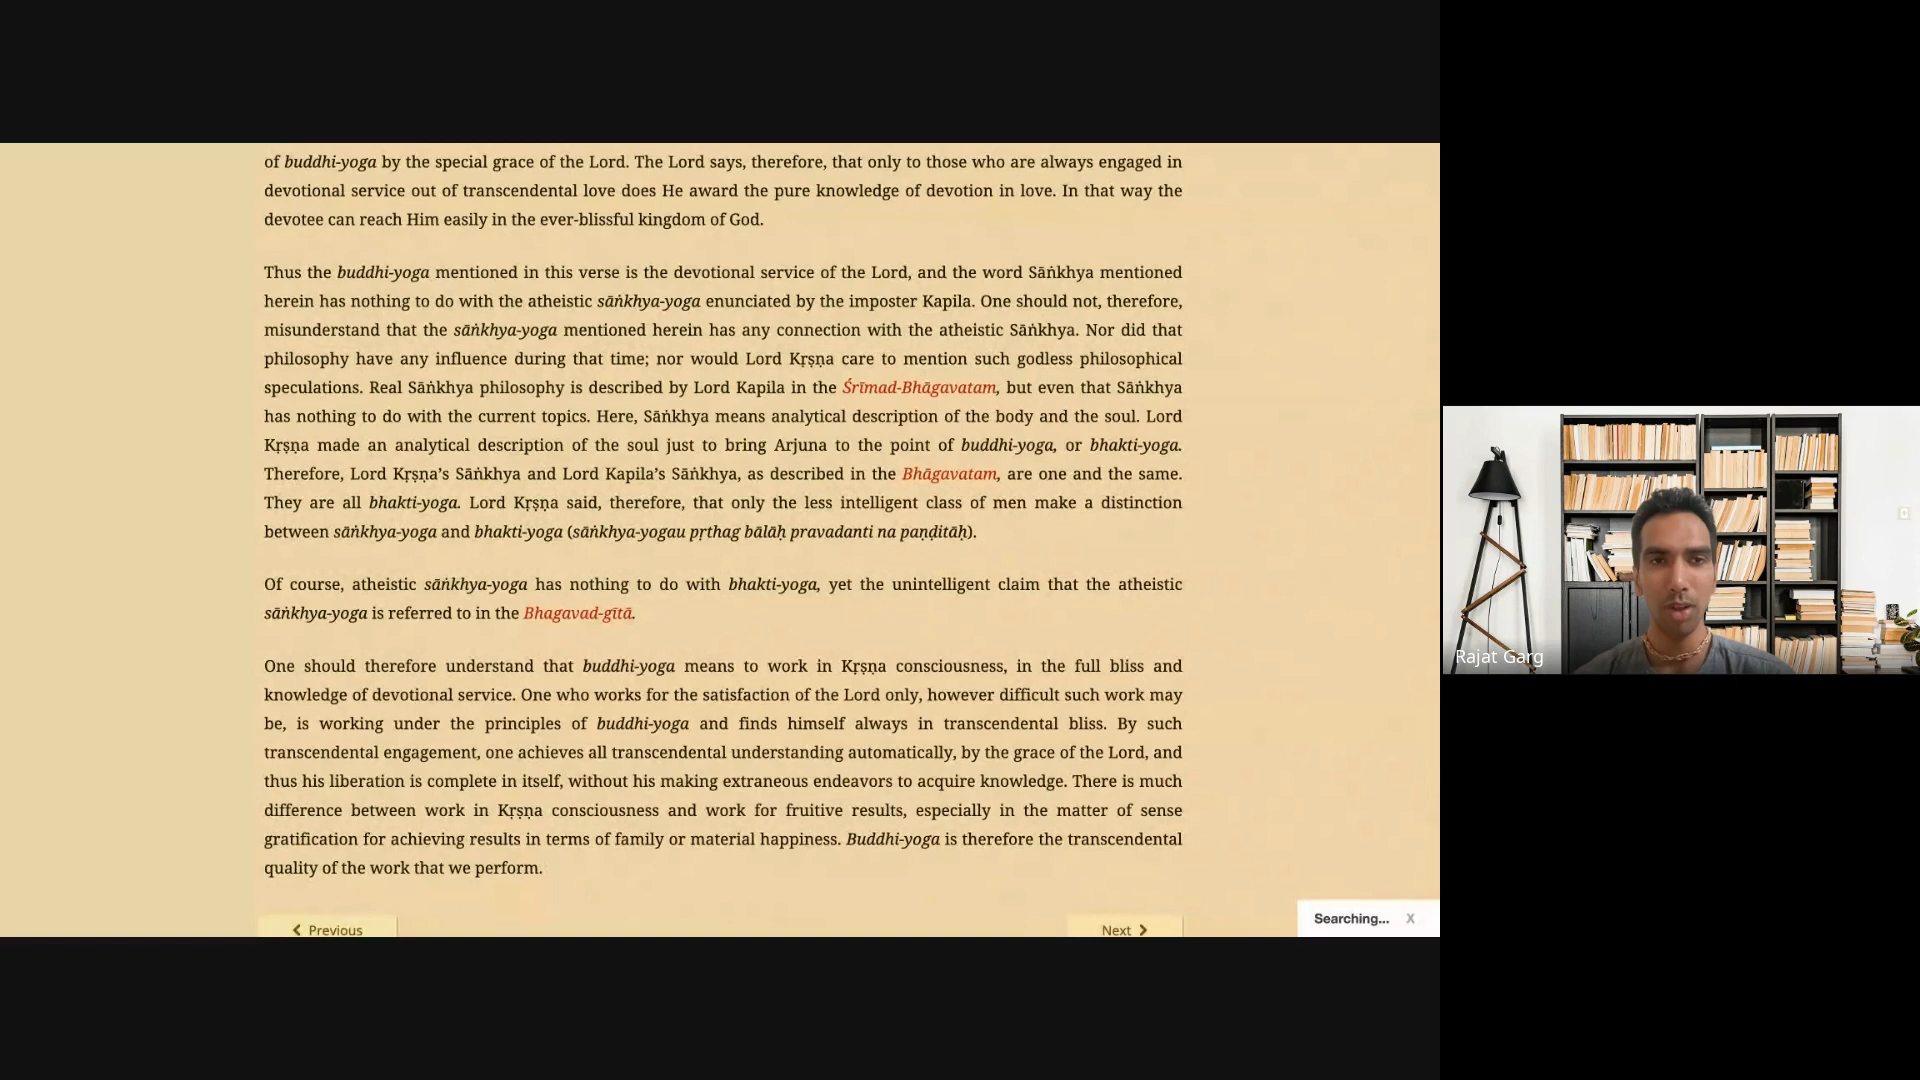 of buddhi-yoga by the special grace of the Lord. The Lord says, therefore, that only to those who are always engaged in
devotional service out of transcendental love does He award the pure knowledge of devotion in love. In that way the
devotee can reach Him easily in the ever-blissful kingdom of God.
Thus the buddhi-yoga mentioned in this verse is the devotional service of the Lord, and the word Sāṅkhya mentioned
herein has nothing to do with the atheistic sāṅkhya-yoga enunciated by the imposter Kapila. One should not, therefore,
misunderstand that the sāṅkhya-yoga mentioned herein has any connection with the atheistic Sāṅkhya. Nor did that
philosophy have any influence during that time; nor would Lord Kṛṣṇa care to mention such godless philosophical
speculations. Real Sāṅkhya philosophy is described by Lord Kapila in the Śrīmad-Bhāgavatam, but even that Sāṅkhya
has nothing to do with the current topics. Here, Sāṅkhya means analytical description of the body and the soul. Lord
Kṛṣṇa made an analytical description of the soul just to bring Arjuna to the point of buddhi-yoga, or bhakti-yoga.
Therefore, Lord Kṛṣṇa’s Sāṅkhya and Lord Kapila’s Sāṅkhya, as described in the Bhāgavatam, are one and the same.
They are all bhakti-yoga. Lord Kṛṣṇa said, therefore, that only the less intelligent class of men make a distinction
between sāṅkhya-yoga and bhakti-yoga (sāṅkhya-yogau pṛthag bālāḥ pravadanti na paṇḍitāḥ).
Of course, atheistic sāṅkhya-yoga has nothing to do with bhakti-yoga, yet the unintelligent claim that the atheistic
sāṅkhya-yoga is referred to in the Bhagavad-gītā.
One should therefore understand that buddhi-yoga means to work in Kṛṣṇa consciousness, in the full bliss and
knowledge of devotional service. One who works for the satisfaction of the Lord only, however difficult such work may
be, is working under the principles of buddhi-yoga and finds himself always in transcendental bliss. By such
transcendental engagement, one achieves all transcendental understanding automatically, by the grace of the Lord, and
thus his liberation is complete in itself, without his making extraneous endeavors to acquire knowledge. There is much
difference between work in Kṛṣṇa consciousness and work for fruitive results, especially in the matter of sense
gratification for achieving results in terms of family or material happiness. Buddhi-yoga is therefore the transcendental
quality of the work that we perform.
Previous
Next
Searching... X
Rajat Garg